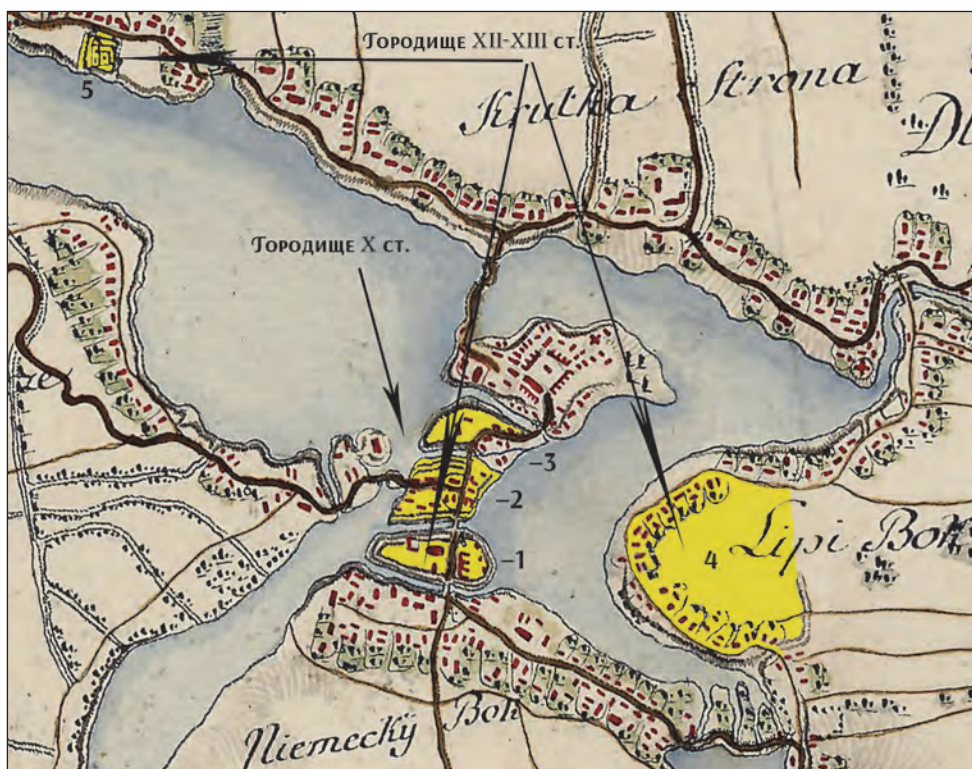 Городище XII-XIII ст.
5
Krutka Strona
Городище X ст.
-3
-2
-1
4
Lipi Bok
Niemecký Bok